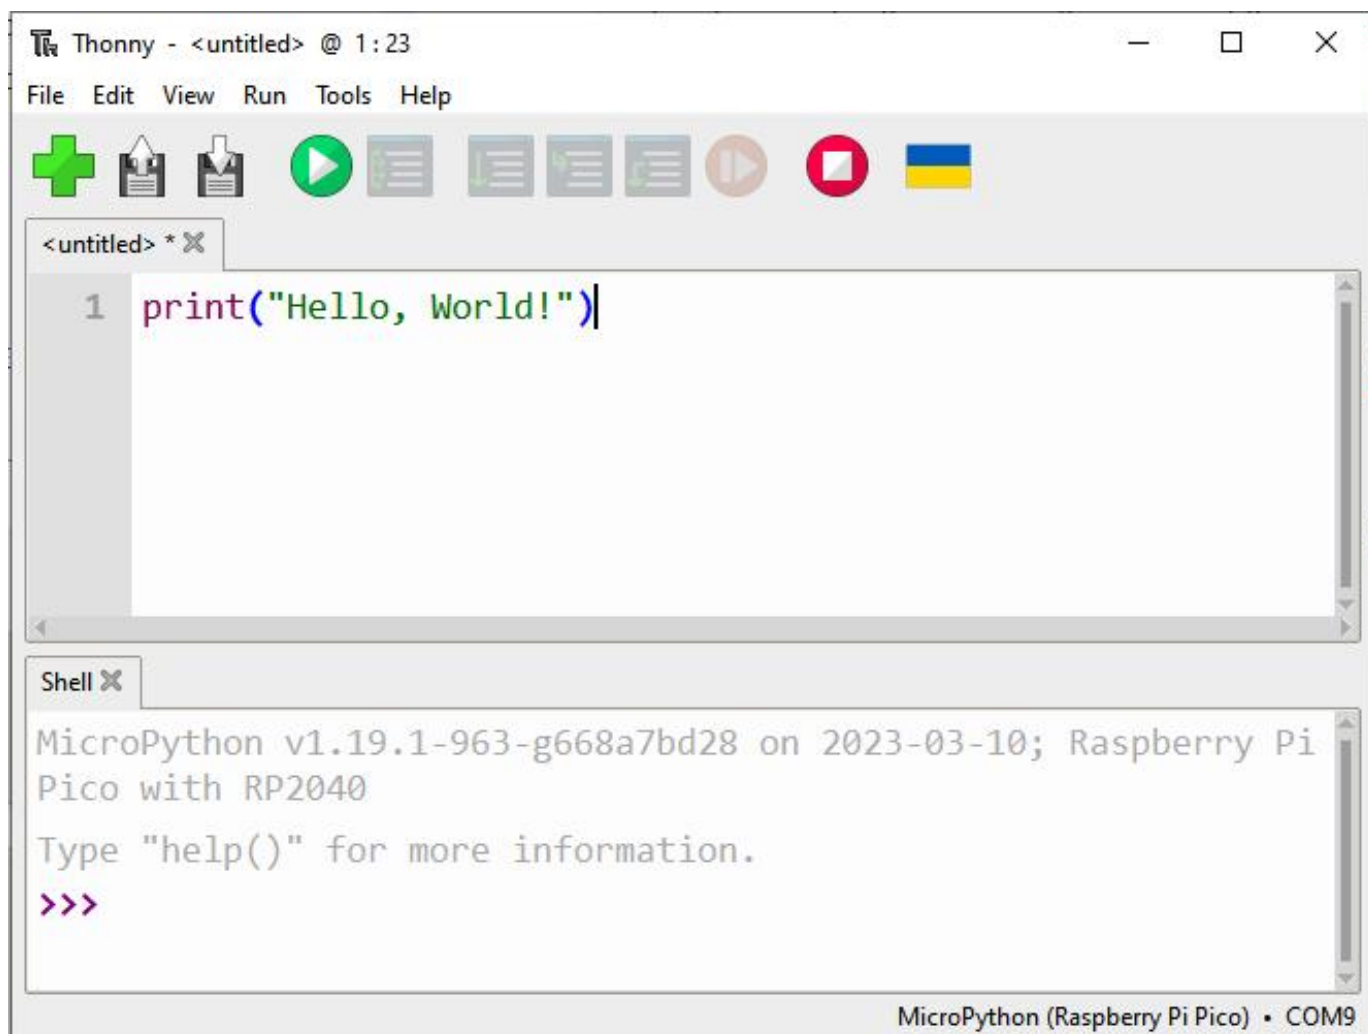 Thonny - <untitled> @ 1:23
File Edit View Run Tools Help
<untitled> *
1 print("Hello, World!")
Shell
MicroPython v1.19.1-963-g668a7bd28 on 2023-03-10; Raspberry Pi
Pico with RP2040
Type "help()" for more information.
>>>
MicroPython (Raspberry Pi Pico) • COM9